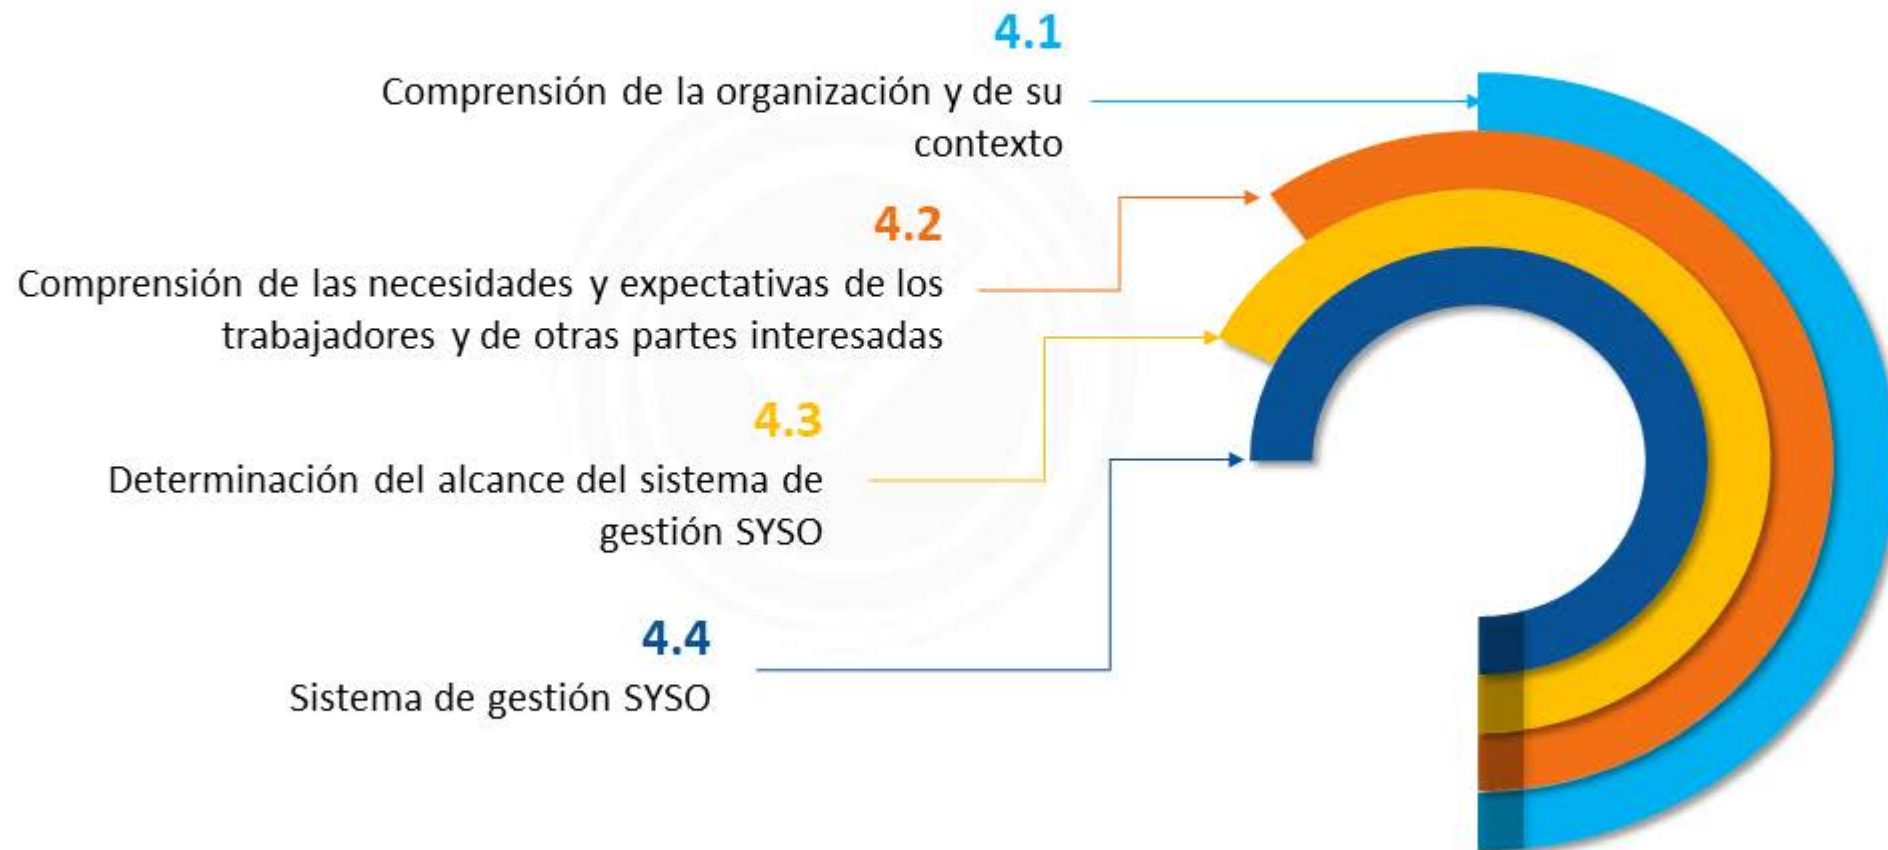 4.1
Comprensión de la organización y de su
contexto
4.2
Comprensión de las necesidades y expectativas de los
trabajadores y de otras partes interesadas
4.3
Determinación del alcance del sistema de
gestión SYSO
4.4
Sistema de gestión SYSO